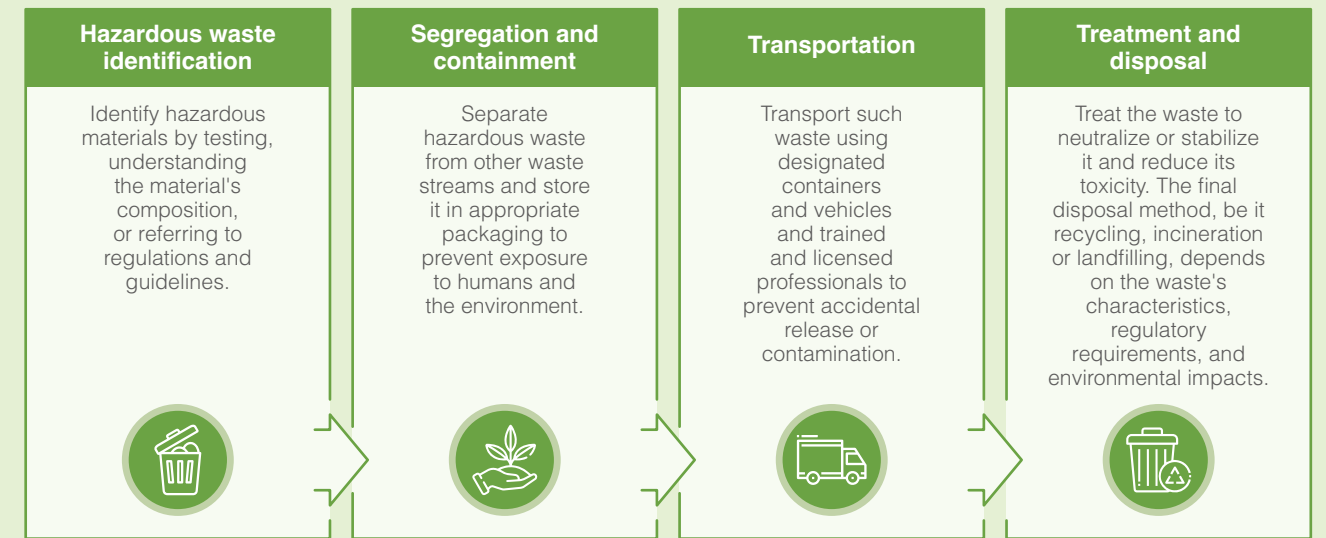 Hazardous waste
identification
Identify hazardous
materials by testing,
understanding
the material's
composition,
or referring to
regulations and
guidelines.
Segregation and
containment
Separate
hazardous waste
from other waste
streams and store
it in appropriate
packaging to
prevent exposure
to humans and
the environment.
Transportation
Transport such
waste using
designated
containers
and vehicles
and trained
and licensed
professionals to
prevent accidental
release or
contamination.
Treatment and
disposal
Treat the waste to
neutralize or stabilize
it and reduce its
toxicity. The final
disposal method, be it
recycling, incineration
or landfilling, depends
on the waste's
characteristics,
regulatory
requirements, and
environmental impacts.